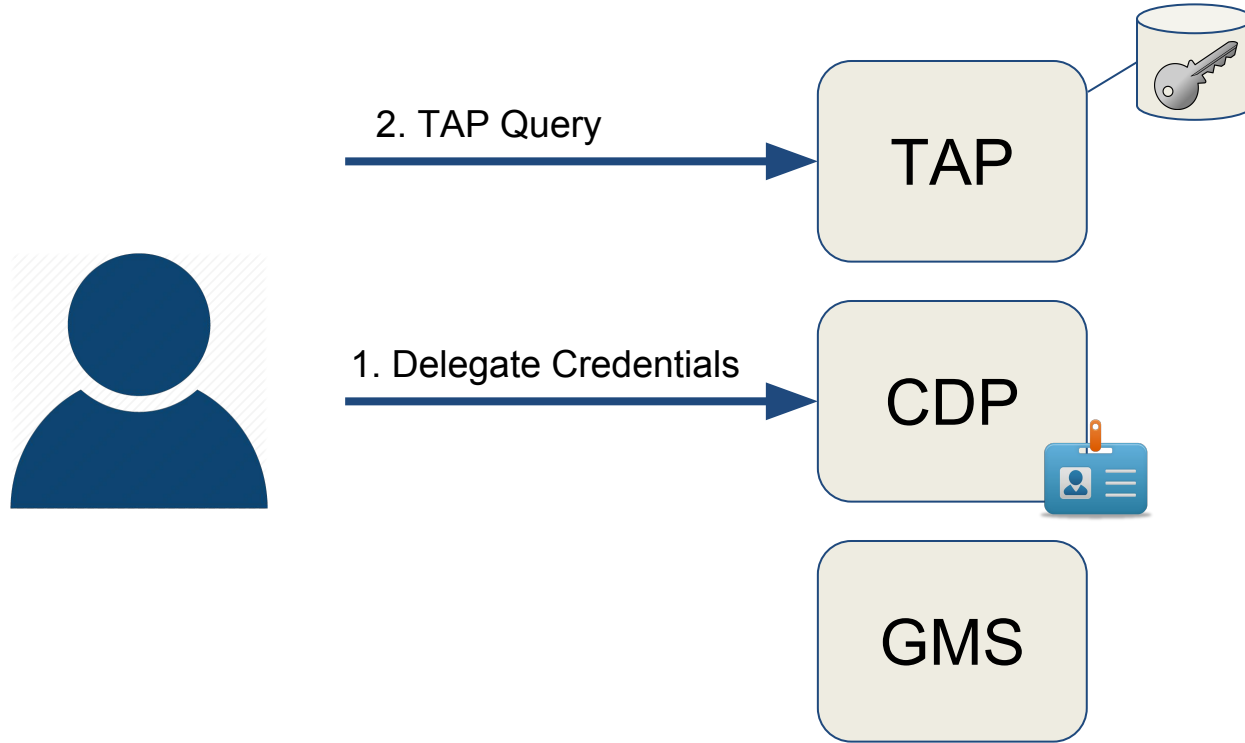 2. TAP Query
TAP
1. Delegate Credentials
CDP
GMS